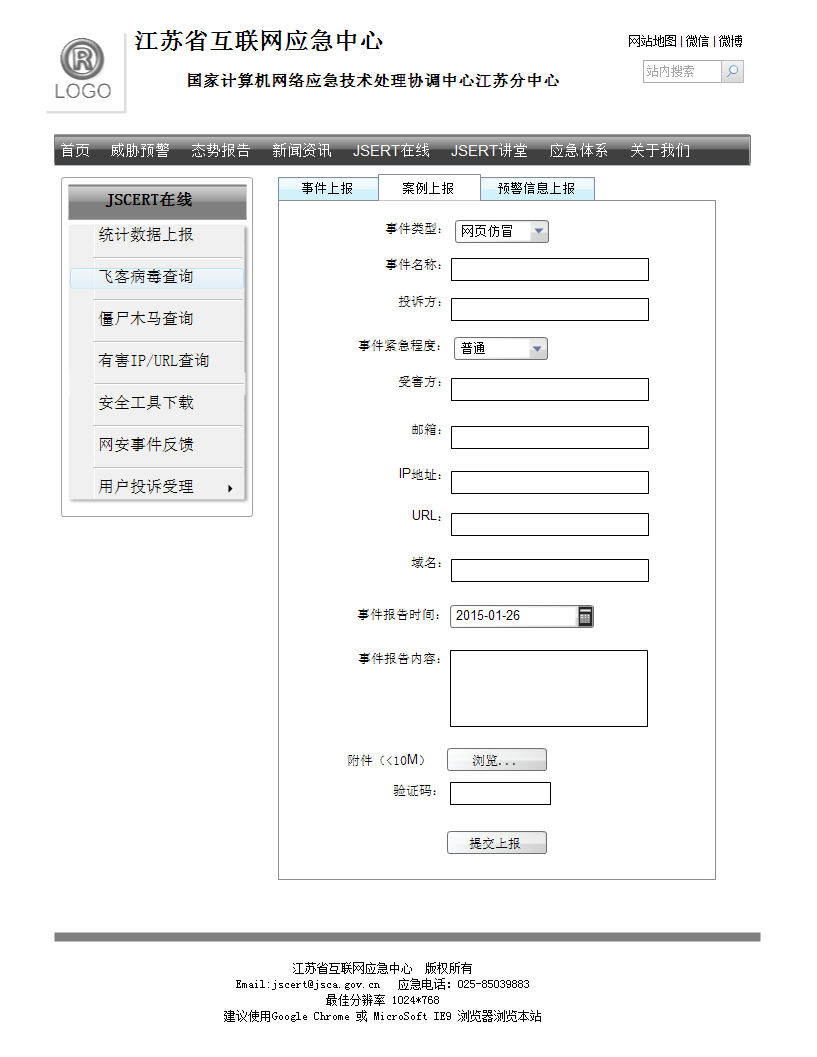 ® LOGO
江苏省互联网应急中心
国家计算机网络应急技术处理协调中心江苏分中心
网站地图 | 微信 | 微博
站内搜索
首页 威胁预警 态势报告 新闻资讯 JSERT在线 JSERT讲堂 应急体系 关于我们
JSCERT在线
统计数据上报
飞客病毒查询
僵尸木马查询
有害IP/URL查询
安全工具下载
网安事件反馈
用户投诉受理
事件上报 案例上报 预警信息上报
事件类型: 网页仿冒
事件名称:
投诉方:
事件紧急程度: 普通
受害方:
邮箱:
IP地址:
URL:
域名:
事件报告时间: 2015-01-26
事件报告内容:
附件（<10M） 浏览...
验证码:
提交上报
江苏省互联网应急中心 版权所有
Email:jscert@jsca.gov.cn 应急电话: 025-85039883
最佳分辨率 1024*768
建议使用Google Chrome 或 MicroSoft IE9 浏览器浏览本站